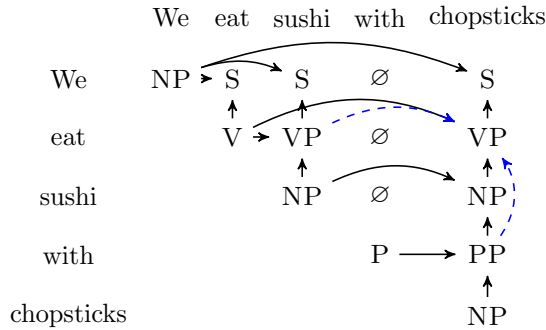 We eat sushi with chopsticks
We NP S S ∅ S
eat V VP ∅ VP
sushi NP ∅ NP
with P PP
chopsticks NP